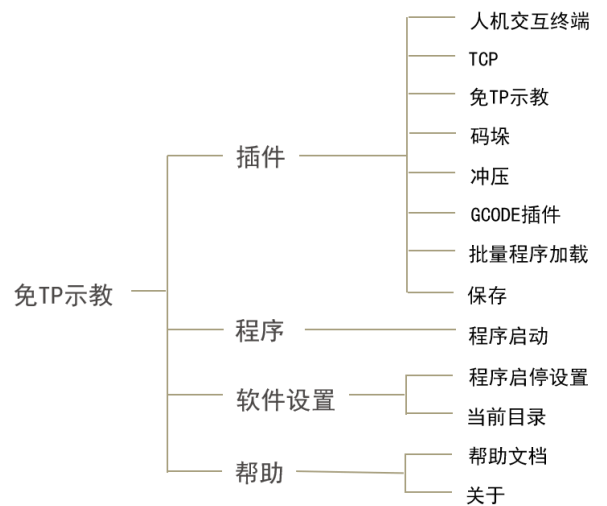 免TP示教
插件
人机交互终端
TCP
免TP示教
码垛
冲压
GCODE插件
批量程序加载
保存
程序
程序启动
软件设置
程序启停设置
当前目录
帮助
帮助文档
关于